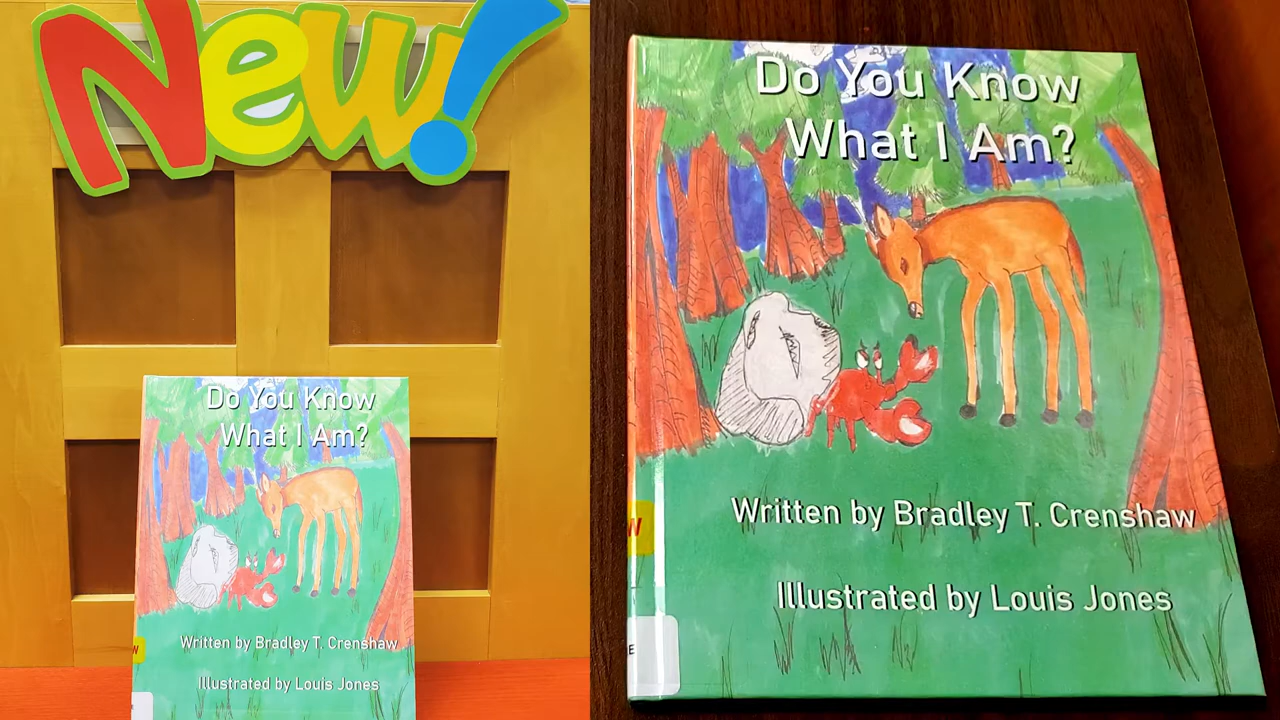 New!
Do You Know
What I Am?
W
Written by Bradley T. Crenshaw
Illustrated by Louis Jones
Do You Know
What I Am?
W
Written by Bradley T. Crenshaw
Illustrated by Louis Jones
E